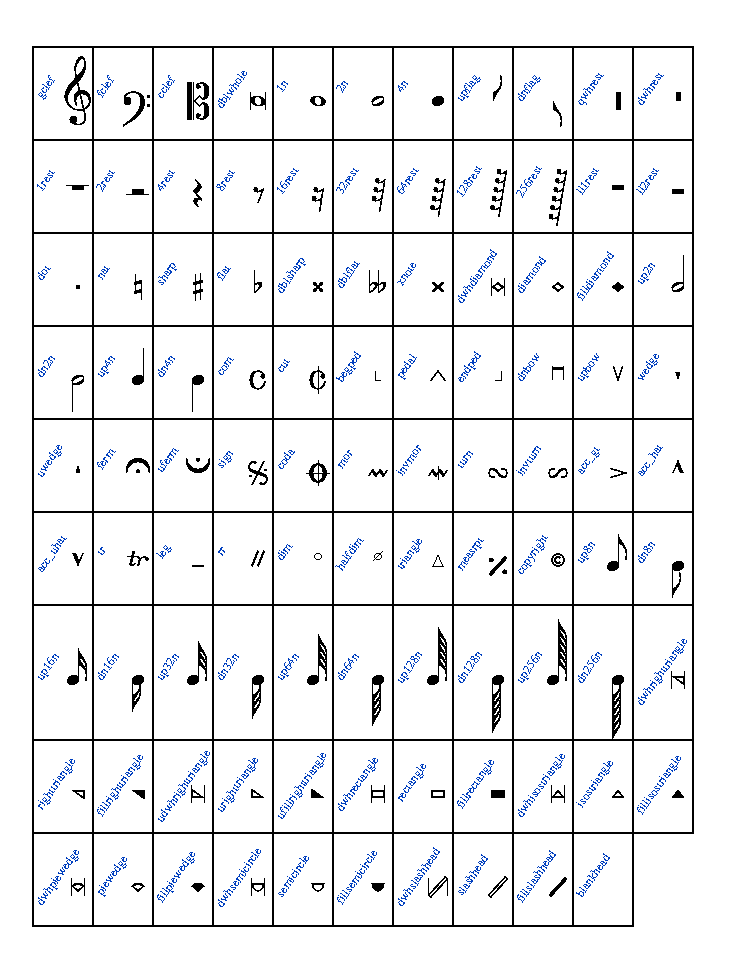 gclef
fclef
cclef
dblwhole
1n
2n
4n
upflag
dnflag
qwhrest
dwhrest
1rest
2rest
4rest
8rest
16rest
32rest
64rest
128rest
256rest
ll1rest
ll2rest
dot
nat
sharp
flat
dblsharp
dblflat
xnote
dwhdiamond
diamond
filldiamond
up2n
dn2n
up4n
dn4n
com
cut
begped
pedal
endped
dnbow
upbow
wedge
uwedge
ferm
uferm
sign
coda
mor
invmor
turn
invturn
acc_gt
acc_hat
acc_uhat
tr
leg
rr
dim
halfdim
triangle
measrpt
copyright
up8n
dn8n
up16n
dn16n
up32n
dn32n
up64n
dn64n
up128n
dn128n
up256n
dn256n
dwhrighttriangle
righttriangle
fillrighttriangle
udwhrighttriangle
urighttriangle
ufillrighttriangle
dwhrectangle
rectangle
fillrectangle
dwhisostriangle
isostriangle
fillisostriangle
dwhpiewedge
piewedge
fillpiewedge
dwhsemicircle
semicircle
fillsemicircle
dwhslashhead
slashhead
fillslashhead
blankhead